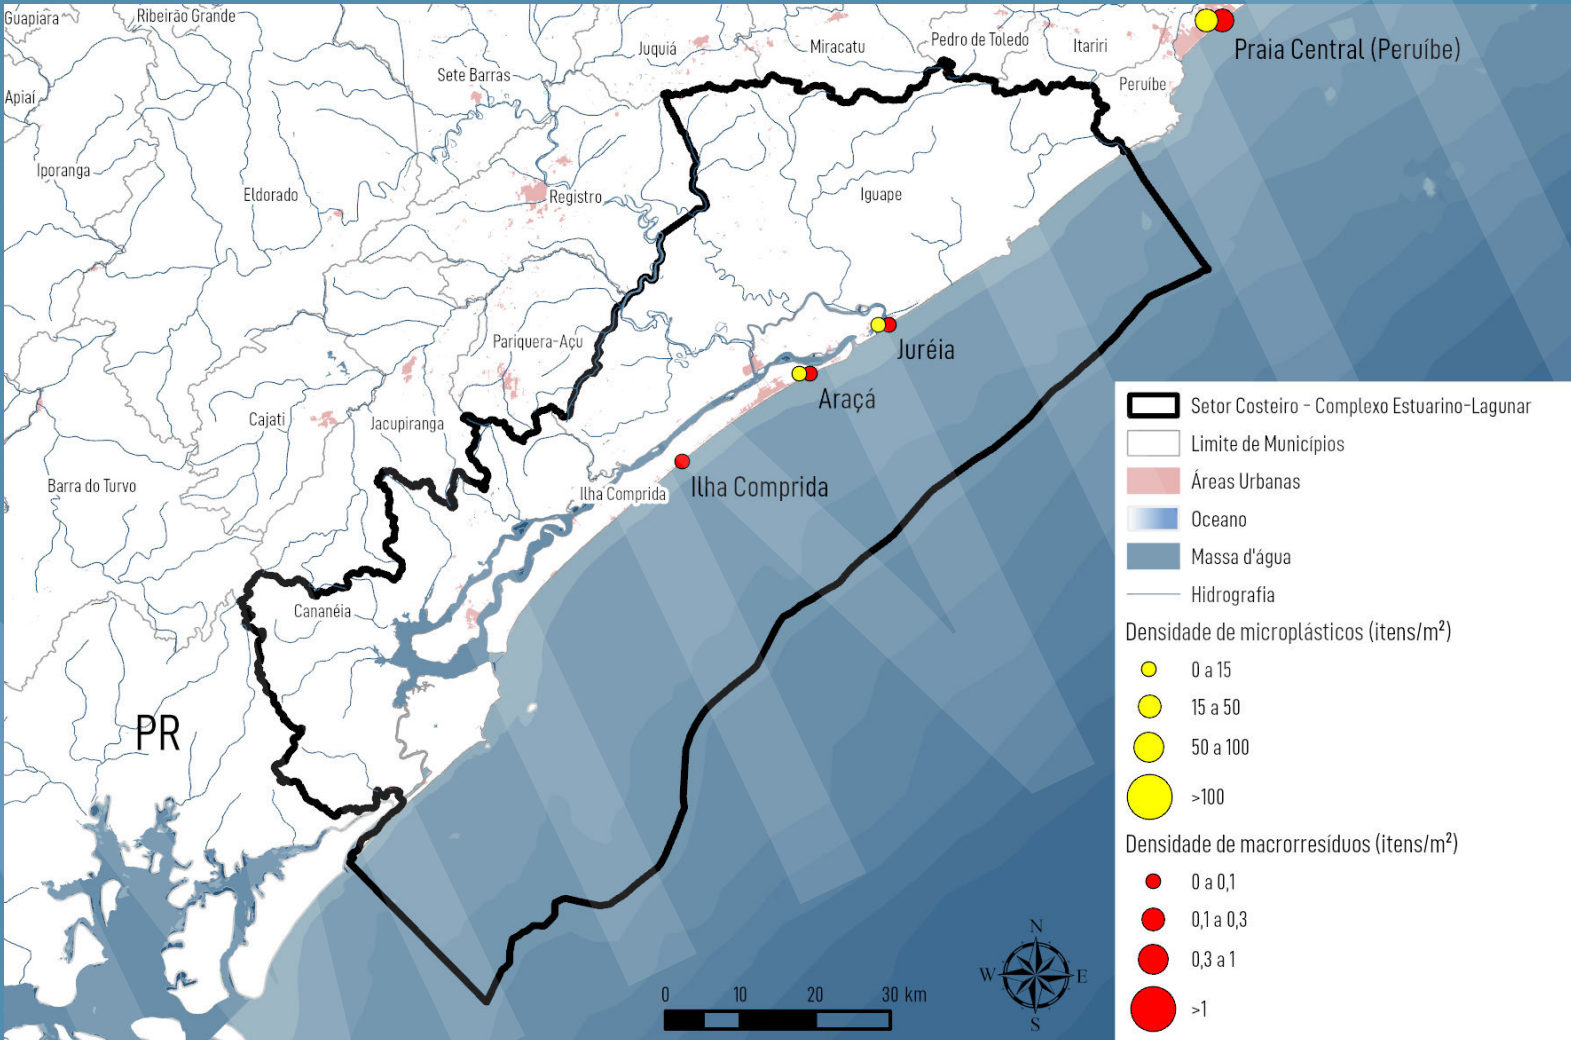 Guapiara
Ribeirão Grande
Juquiá
Miracatu
Pedro de Toledo
Itariri
Praia Central (Peruíbe)
Sete Barras
Peruíbe
Apiaí
Iporanga
Eldorado
Registro
Iguape
Pariquera-Açu
Juréia
Araçá
Cajati
Jacupiranga
Barra do Turvo
Ilha Comprida
Ilha Comprida
Cananéia
PR
Setor Costeiro - Complexo Estuarino-Lagunar
Limite de Municípios
Áreas Urbanas
Oceano
Massa d'água
Hidrografia
Densidade de microplásticos (itens/m²)
0 a 15
15 a 50
50 a 100
>100
Densidade de macrorresíduos (itens/m²)
0 a 0,1
0,1 a 0,3
0,3 a 1
>1
N
W
E
S
0 10 20 30 km